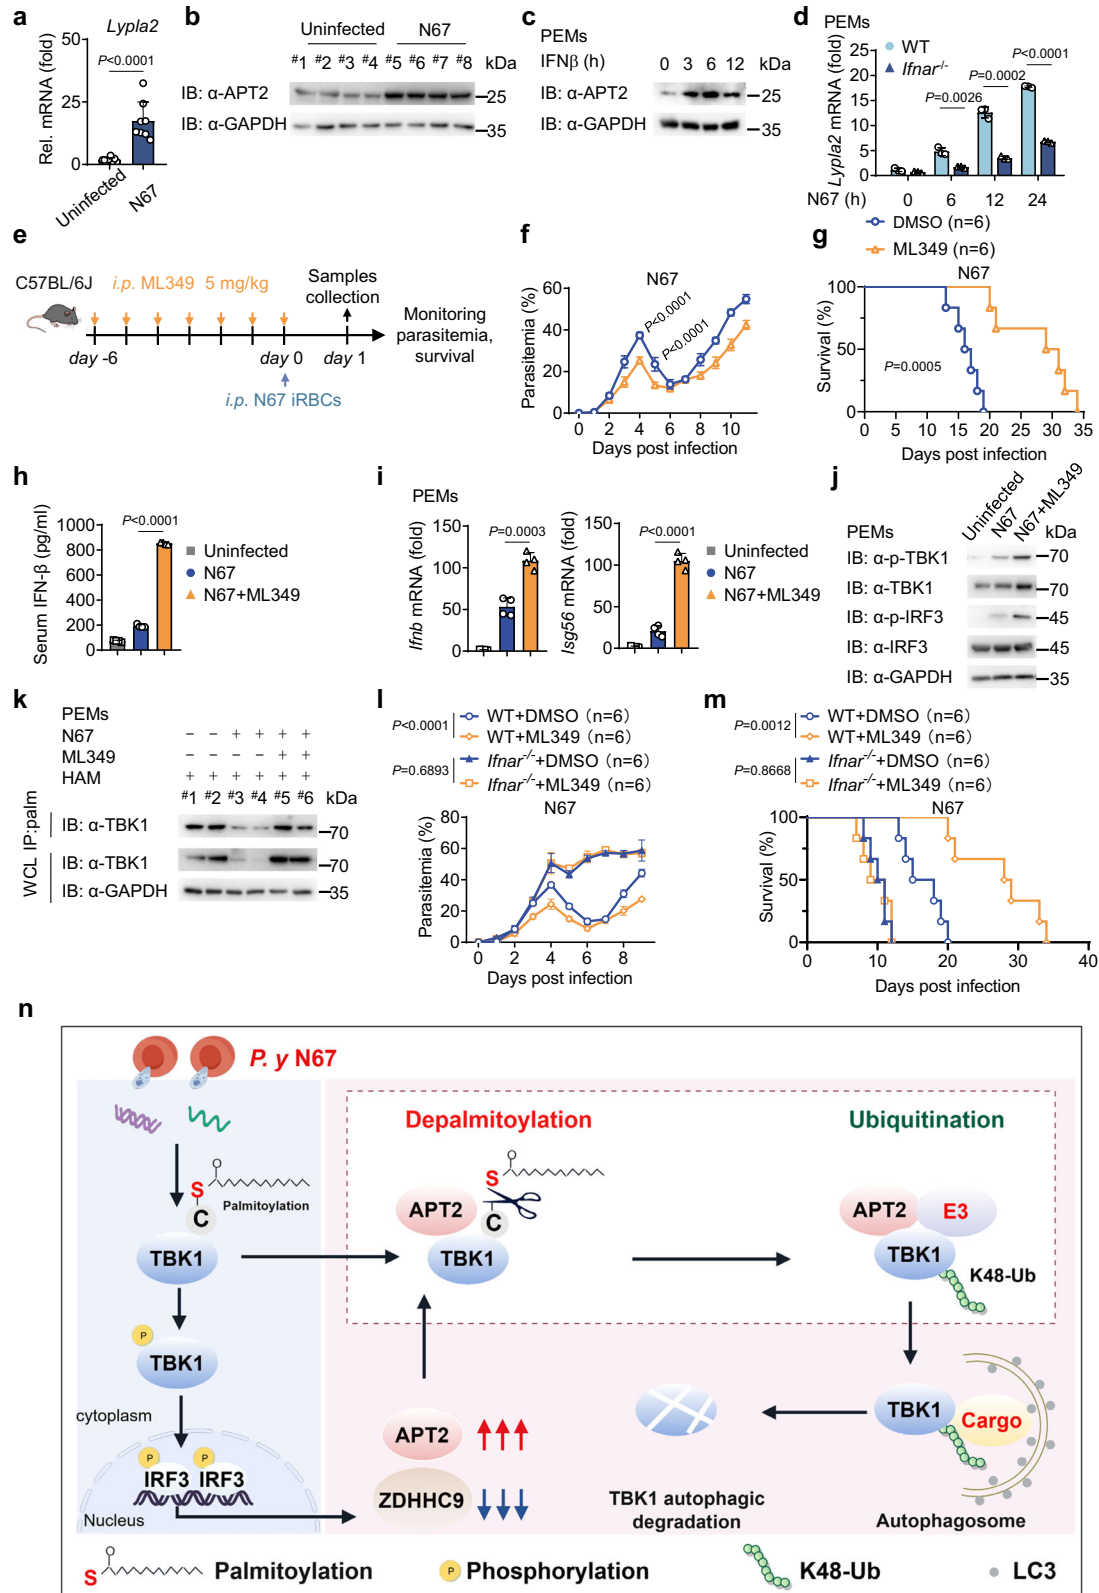 a
Lypla2
Rel. mRNA (fold)
50
25
0
P<0.0001
Uninfected
N67
b
Uninfected N67
#1 #2 #3 #4 #5 #6 #7 #8 kDa
IB: α-APT2
25
IB: α-GAPDH
35
c
PEMs
IFNβ (h) 0 3 6 12 kDa
IB: α-APT2
25
IB: α-GAPDH
35
d
PEMs
WT
Ifnar-/-
Lypla2 mRNA (fold)
25
20
15
10
5
0
P=0.0026
P=0.0002
P<0.0001
N67 (h) 0 6 12 24
e
C57BL/6J
i.p. ML349 5 mg/kg
Samples
collection
day -6
day 0
day 1
Monitoring
parasitemia,
survival
i.p. N67 iRBCs
DMSO (n=6)
ML349 (n=6)
f
N67
Parasitemia (%)
60
40
20
0
P<0.0001
P<0.0001
0 2 4 6 8 10
Days post infection
g
N67
Survival (%)
100
50
0
P=0.0005
0 5 10 15 20 25 30 35
Days post infection
h
Serum IFN-β (pg/ml)
1000
800
600
400
200
0
P<0.0001
i
PEMs
Ifnb mRNA (fold)
150
100
50
0
P=0.0003
Isg56 mRNA (fold)
150
100
50
0
P<0.0001
Uninfected
N67
N67+ML349
j
Uninfected
N67
N67+ML349
PEMs
kDa
IB: α-p-TBK1
70
IB: α-TBK1
70
IB: α-p-IRF3
45
IB: α-IRF3
45
IB: α-GAPDH
35
k
PEMs
N67 − − + + + +
ML349 − − − − + +
HAM + + + + + +
#1 #2 #3 #4 #5 #6 kDa
IP:palm
IB: α-TBK1
70
WCL
IB: α-TBK1
70
IB: α-GAPDH
35
l
P<0.0001
WT+DMSO (n=6)
WT+ML349 (n=6)
P=0.6893
Ifnar-/-+DMSO (n=6)
Ifnar-/-+ML349 (n=6)
N67
Parasitemia (%)
80
60
40
20
0
0 2 4 6 8
Days post infection
m
P=0.0012
WT+DMSO (n=6)
WT+ML349 (n=6)
P=0.8668
Ifnar-/-+DMSO (n=6)
Ifnar-/-+ML349 (n=6)
N67
Survival (%)
100
50
0
0 10 20 30 40
Days post infection
n
P. y N67
O
S
Palmitoylation
C
TBK1
P
TBK1
cytoplasm
P P
IRF3 IRF3
Nucleus
Depalmitoylation
O
S
C
APT2
TBK1
Ubiquitination
APT2 E3
TBK1
K48-Ub
APT2
ZDHHC9
TBK1
Cargo
TBK1 autophagic
degradation
Autophagosome
O
S
Palmitoylation
P Phosphorylation
K48-Ub
LC3